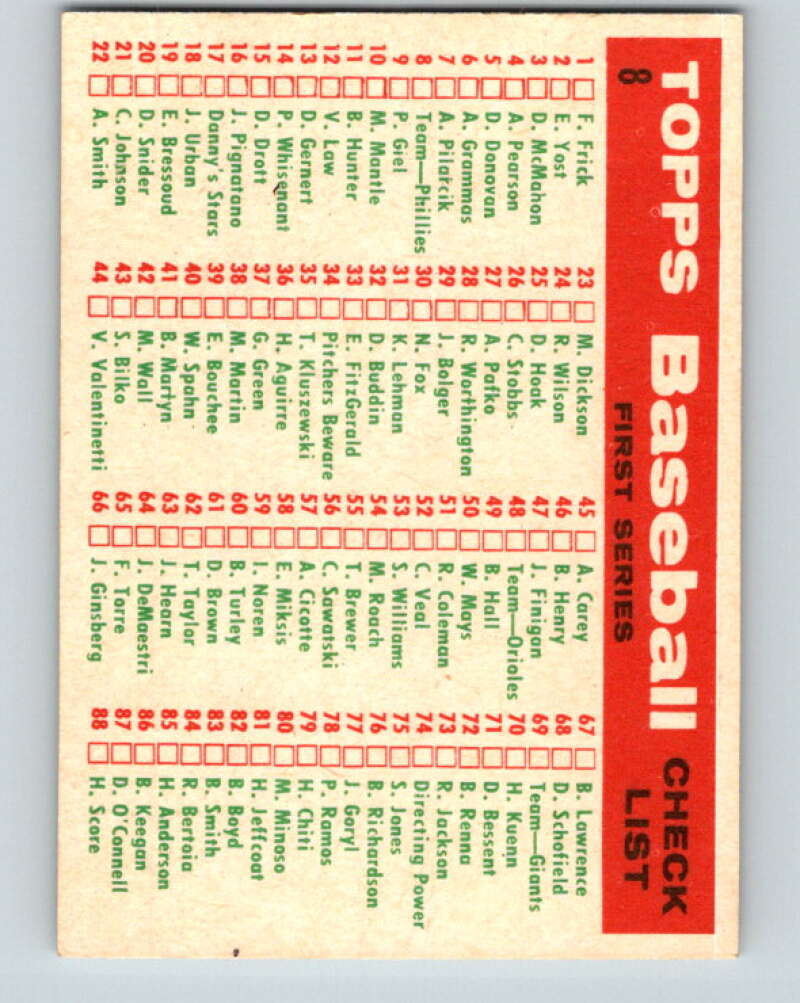 TOPPS Baseball CHECK LIST
8 FIRST SERIES
1 F. Frick
2 E. Yost
3 D. McMahon
4 A. Pearson
5 D. Donovan
6 A. Grammas
7 A. Pilarcik
8 Team—Phillies
9 P. Giel
10 M. Mantle
11 B. Hunter
12 V. Law
13 D. Gernert
14 P. Whisenant
15 D. Drott
16 J. Pignatano
17 Danny's Stars
18 J. Urban
19 E. Bressoud
20 D. Snider
21 C. Johnson
22 A. Smith
23 M. Dickson
24 R. Wilson
25 D. Hoak
26 C. Stobbs
27 A. Pafko
28 R. Worthington
29 J. Bolger
30 N. Fox
31 K. Lehman
32 D. Buddin
33 E. FitzGerald
34 Pitchers Beware
35 T. Kluszewski
36 H. Aguirre
37 G. Green
38 M. Martin
39 E. Bouchee
40 W. Spahn
41 B. Martyn
42 M. Wall
43 S. Bilko
44 V. Valentinetti
45 A. Carey
46 B. Henry
47 J. Finigan
48 Team—Orioles
49 B. Hall
50 W. Mays
51 R. Coleman
52 C. Veal
53 S. Williams
54 M. Roach
55 T. Brewer
56 C. Sawatski
57 A. Cicotte
58 E. Miksis
59 I. Noren
60 B. Turley
61 D. Brown
62 T. Taylor
63 J. Hearn
64 J. DeMaestri
65 F. Torre
66 J. Ginsberg
67 B. Lawrence
68 D. Schofield
69 Team—Giants
70 H. Kuenn
71 D. Bessent
72 B. Renna
73 R. Jackson
74 Directing Power
75 S. Jones
76 B. Richardson
77 J. Goryl
78 P. Ramos
79 H. Chiti
80 M. Minoso
81 H. Jeffcoat
82 B. Boyd
83 B. Smith
84 R. Bertoia
85 H. Anderson
86 B. Keegan
87 D. O'Connell
88 H. Score